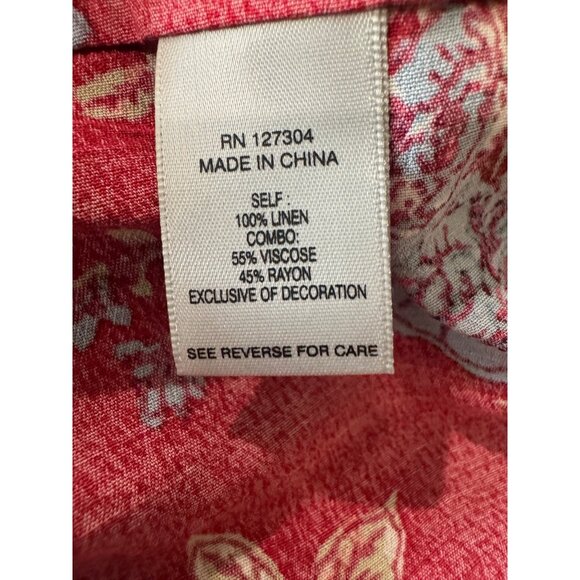 RN 127304
MADE IN CHINA
SELF :
100% LINEN
COMBO:
55% VISCOSE
45% RAYON
EXCLUSIVE OF DECORATION
SEE REVERSE FOR CARE